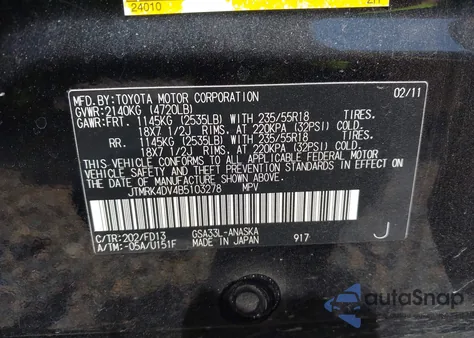 24010
MFD.BY:TOYOTA MOTOR CORPORATION 02/11
GVWR:2140KG (4720LB)
GAWR:FRT. 1145KG (2535LB) WITH 235/55R18 TIRES.
18X7 1/2J RIMS, AT 220KPA (32PSI) COLD.
RR. 1145KG (2535LB) WITH 235/55R18 TIRES.
18X7 1/2J RIMS, AT 220KPA (32PSI) COLD.
THIS VEHICLE CONFORMS TO ALL APPLICABLE FEDERAL MOTOR
VEHICLE SAFETY, BUMPER, AND THEFT PREVENTION STANDARDS
IN EFFECT ON THE DATE OF MANUFACTURE SHOWN ABOVE.
JTMRK4DV4B5103278 MPV
C/TR:202/FD13 GSA33L-ANASKA J
A/TM:-05A/U151F MADE IN JAPAN 917
autoSnap